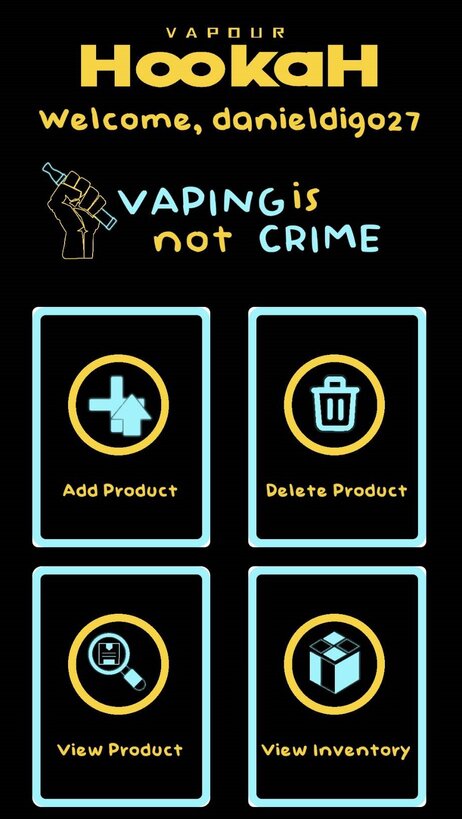 VAPOUR
HooKaH
Welcome, danieldigo27
VAPING is
not CRIME
Add Product
Delete Product
View Product
View Inventory